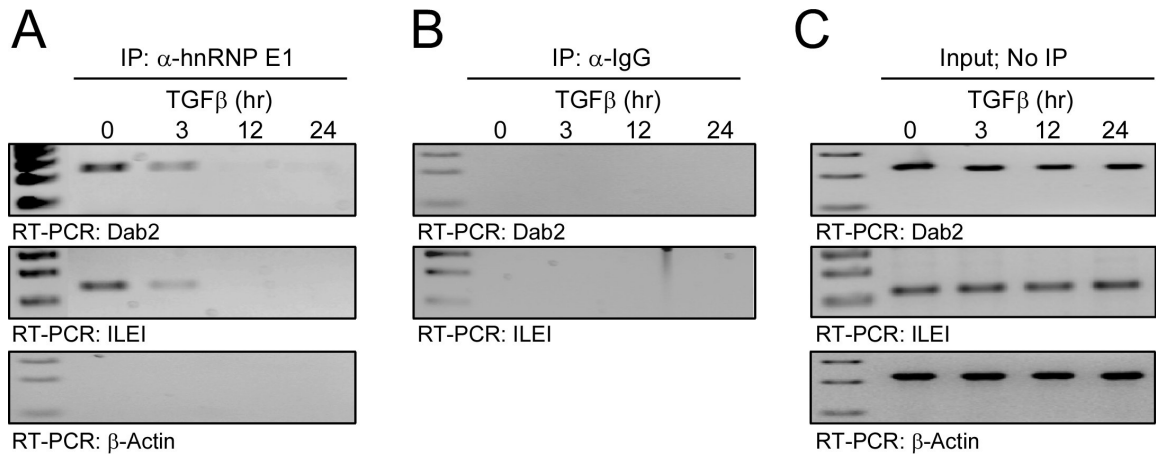 A
IP: α-hnRNP E1
TGFβ (hr)
0 3 12 24
RT-PCR: Dab2
RT-PCR: ILEI
RT-PCR: β-Actin
B
IP: α-IgG
TGFβ (hr)
0 3 12 24
RT-PCR: Dab2
RT-PCR: ILEI
C
Input; No IP
TGFβ (hr)
0 3 12 24
RT-PCR: Dab2
RT-PCR: ILEI
RT-PCR: β-Actin